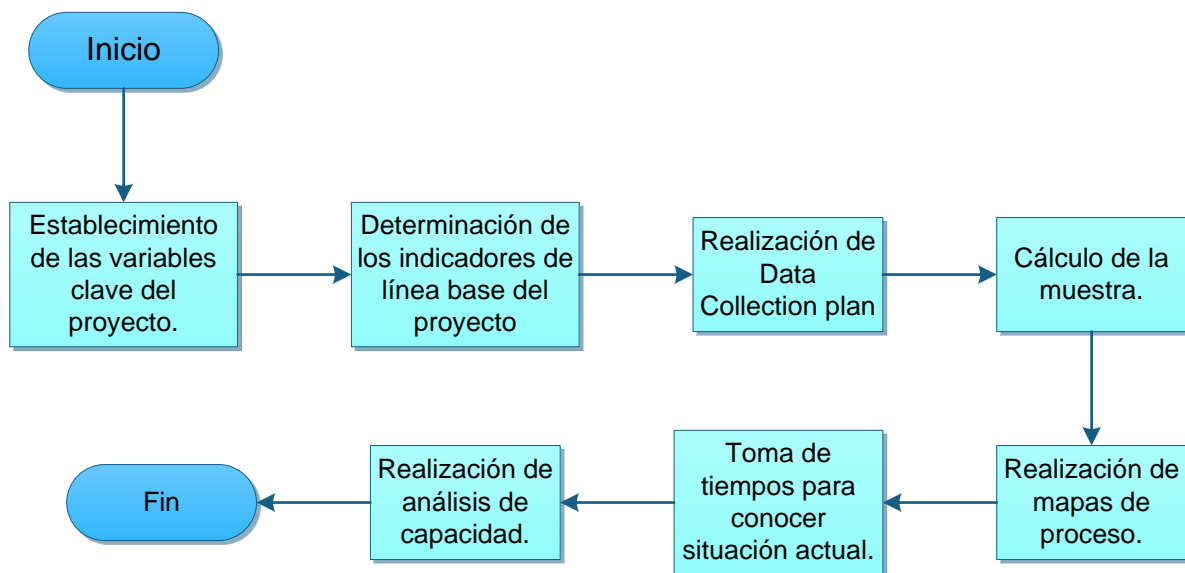 Inicio
Establecimiento
de las variables
clave del
proyecto.
Determinación de
los indicadores de
línea base del
proyecto
Realización de
Data
Collection plan
Cálculo de la
muestra.
Realización de
mapas de
proceso.
Toma de
tiempos para
conocer
situación actual.
Realización de
análisis de
capacidad.
Fin